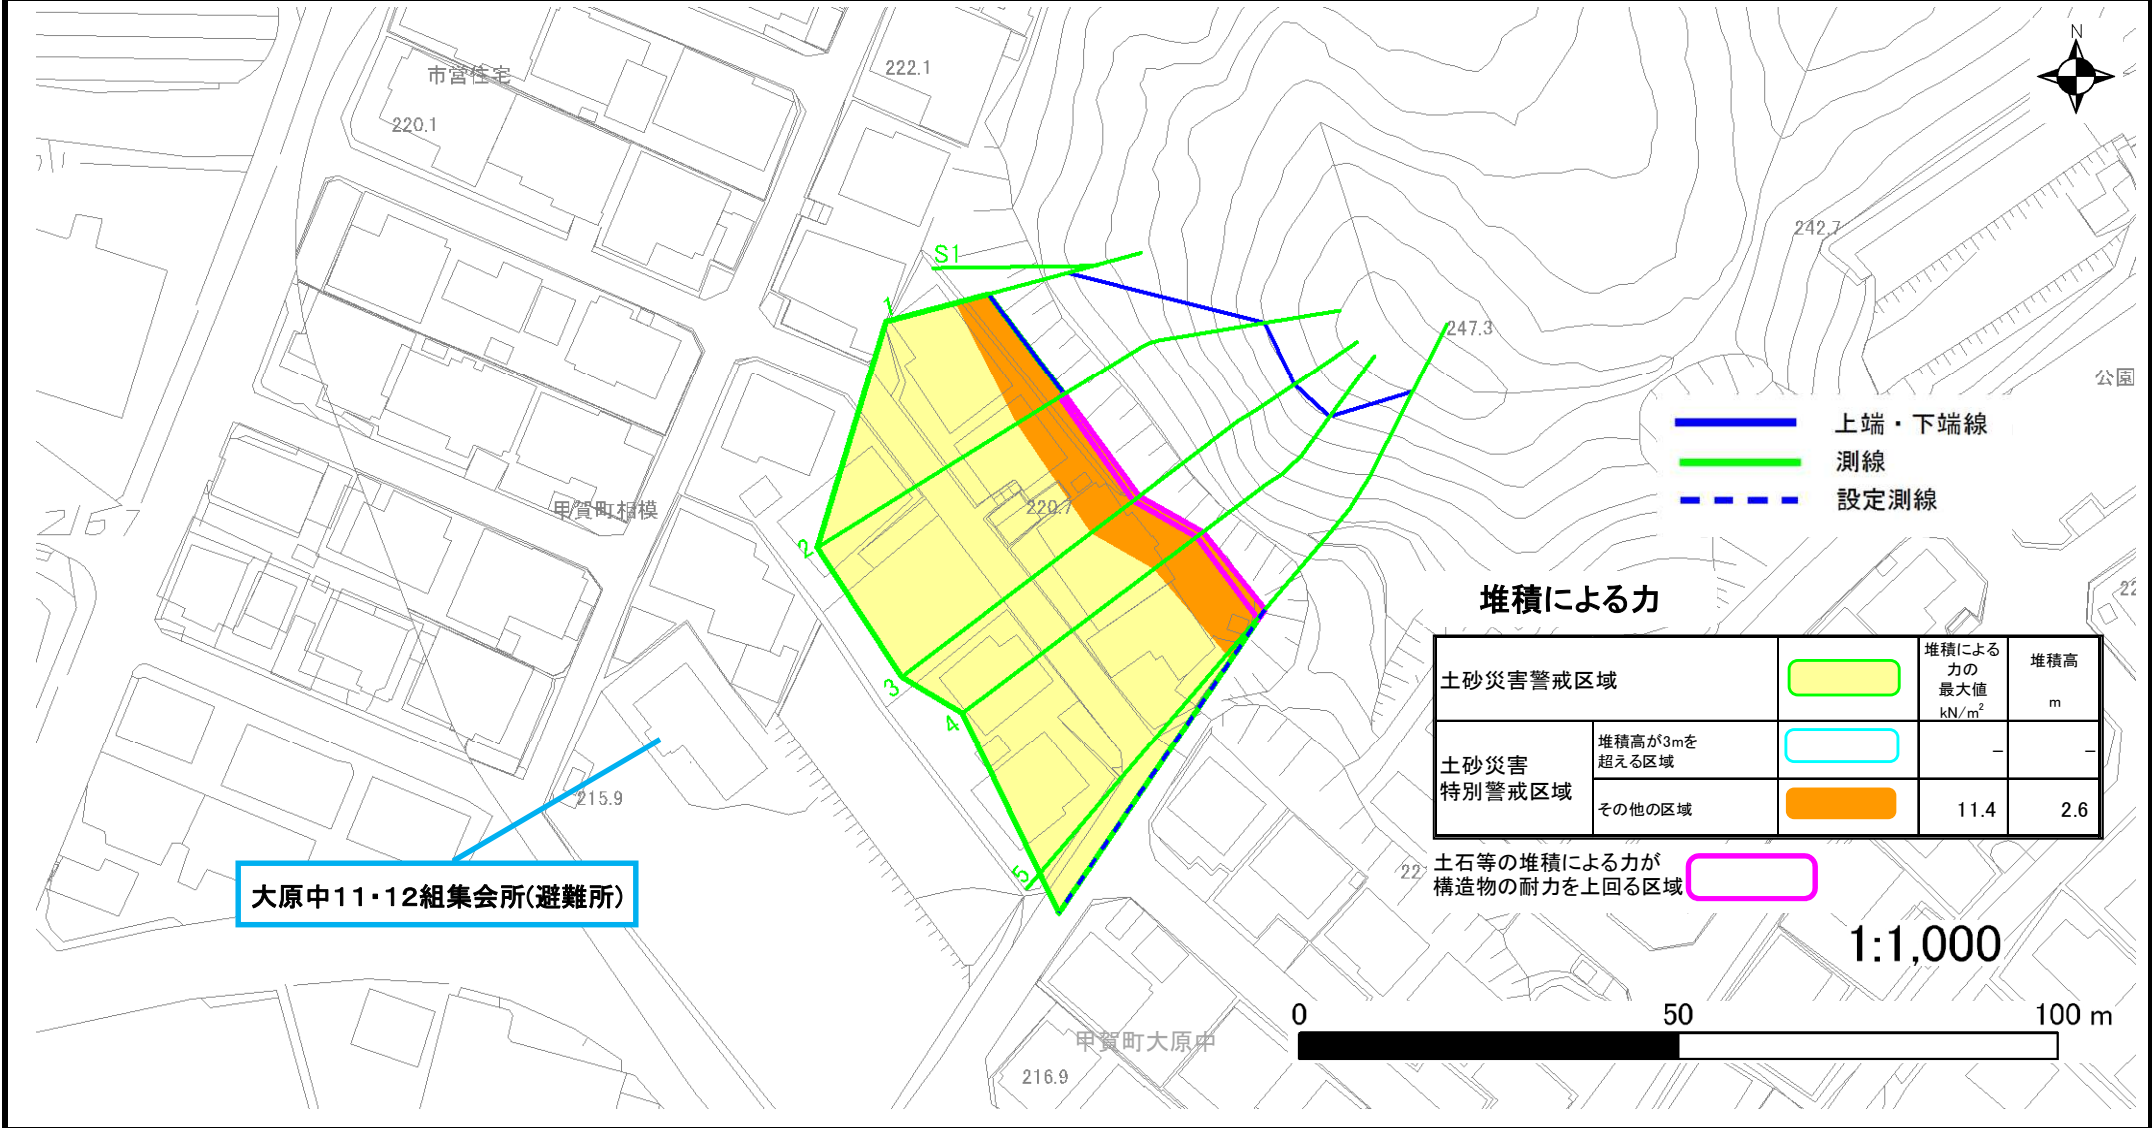 N
市営住宅
222.1
220.1
242.7
S1
1
247.3
公園
上端・下端線
測線
設定測線
甲賀町相模
267
220.7
2
3
4
5
堆積による力
土砂災害警戒区域
堆積による
力の
最大値
kN/m²
堆積高
m
土砂災害
特別警戒区域
堆積高が3mを
超える区域
－
－
その他の区域
11.4
2.6
土石等の堆積による力が
構造物の耐力を上回る区域
22
221
215.9
大原中11・12組集会所(避難所)
1:1,000
0
50
100 m
甲賀町大原中
216.9